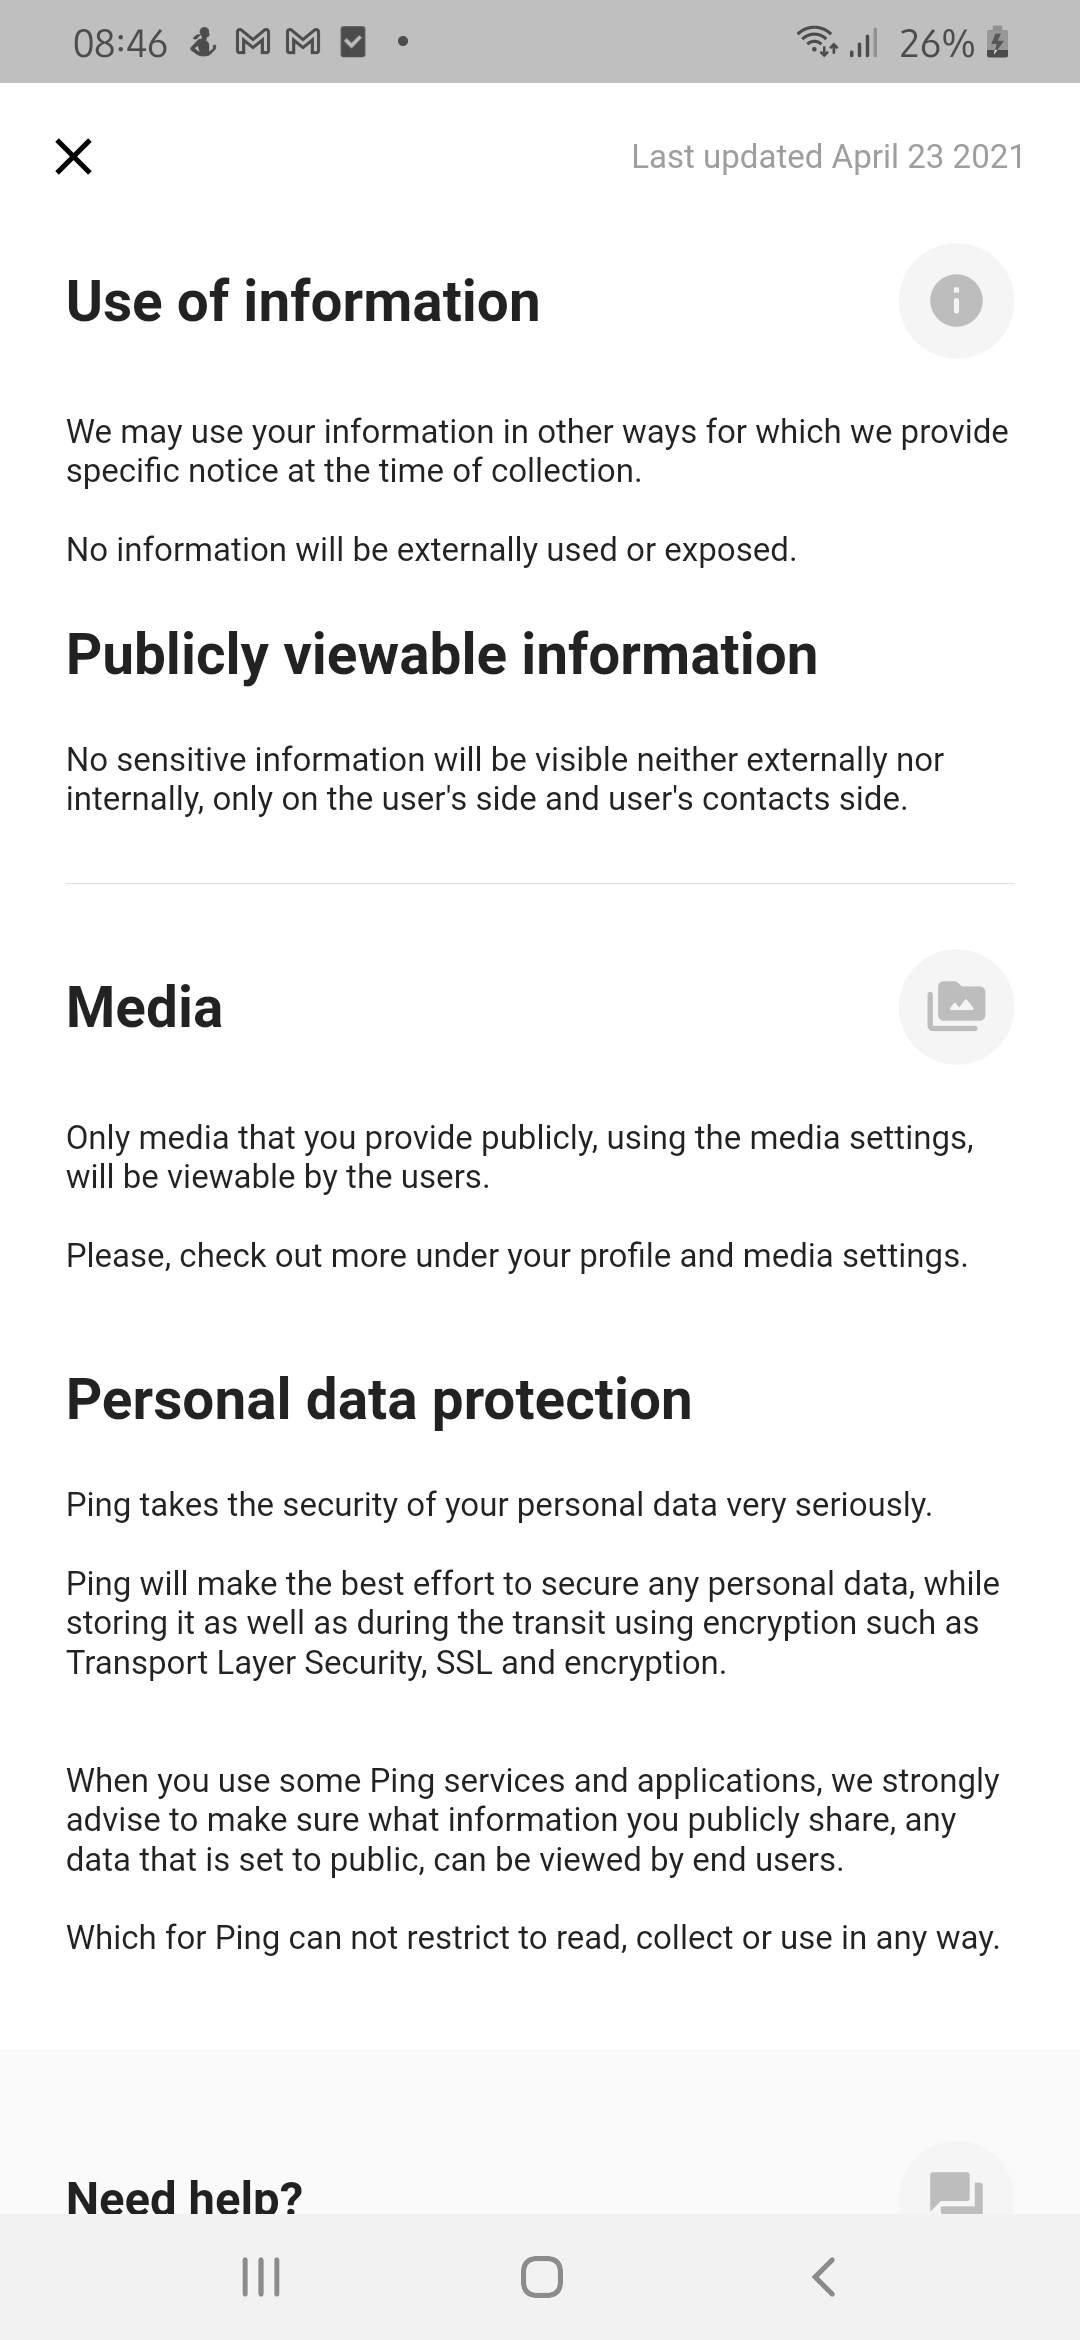 08:46
26%
Last updated April 23 2021
Use of information
We may use your information in other ways for which we provide
specific notice at the time of collection.
No information will be externally used or exposed.
Publicly viewable information
No sensitive information will be visible neither externally nor
internally, only on the user's side and user's contacts side.
Media
Only media that you provide publicly, using the media settings,
will be viewable by the users.
Please, check out more under your profile and media settings.
Personal data protection
Ping takes the security of your personal data very seriously.
Ping will make the best effort to secure any personal data, while
storing it as well as during the transit using encryption such as
Transport Layer Security, SSL and encryption.
When you use some Ping services and applications, we strongly
advise to make sure what information you publicly share, any
data that is set to public, can be viewed by end users.
Which for Ping can not restrict to read, collect or use in any way.
Need help?